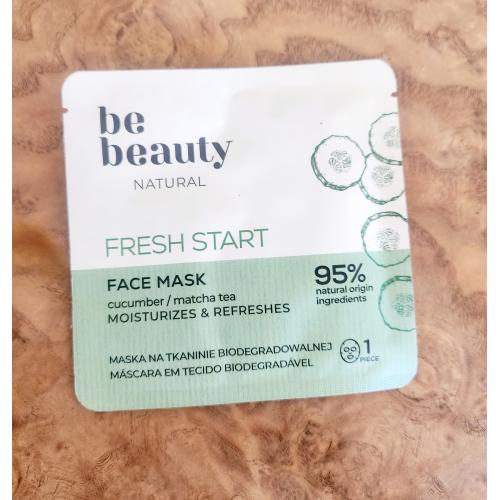 be
beauty
NATURAL
FRESH START
FACE MASK
cucumber / matcha tea
MOISTURIZES & REFRESHES
95%
natural origin
ingredients
MASKA NA TKANINIE BIODEGRADOWALNEJ
MÁSCARA EM TECIDO BIODEGRADÁVEL
1
PIECE